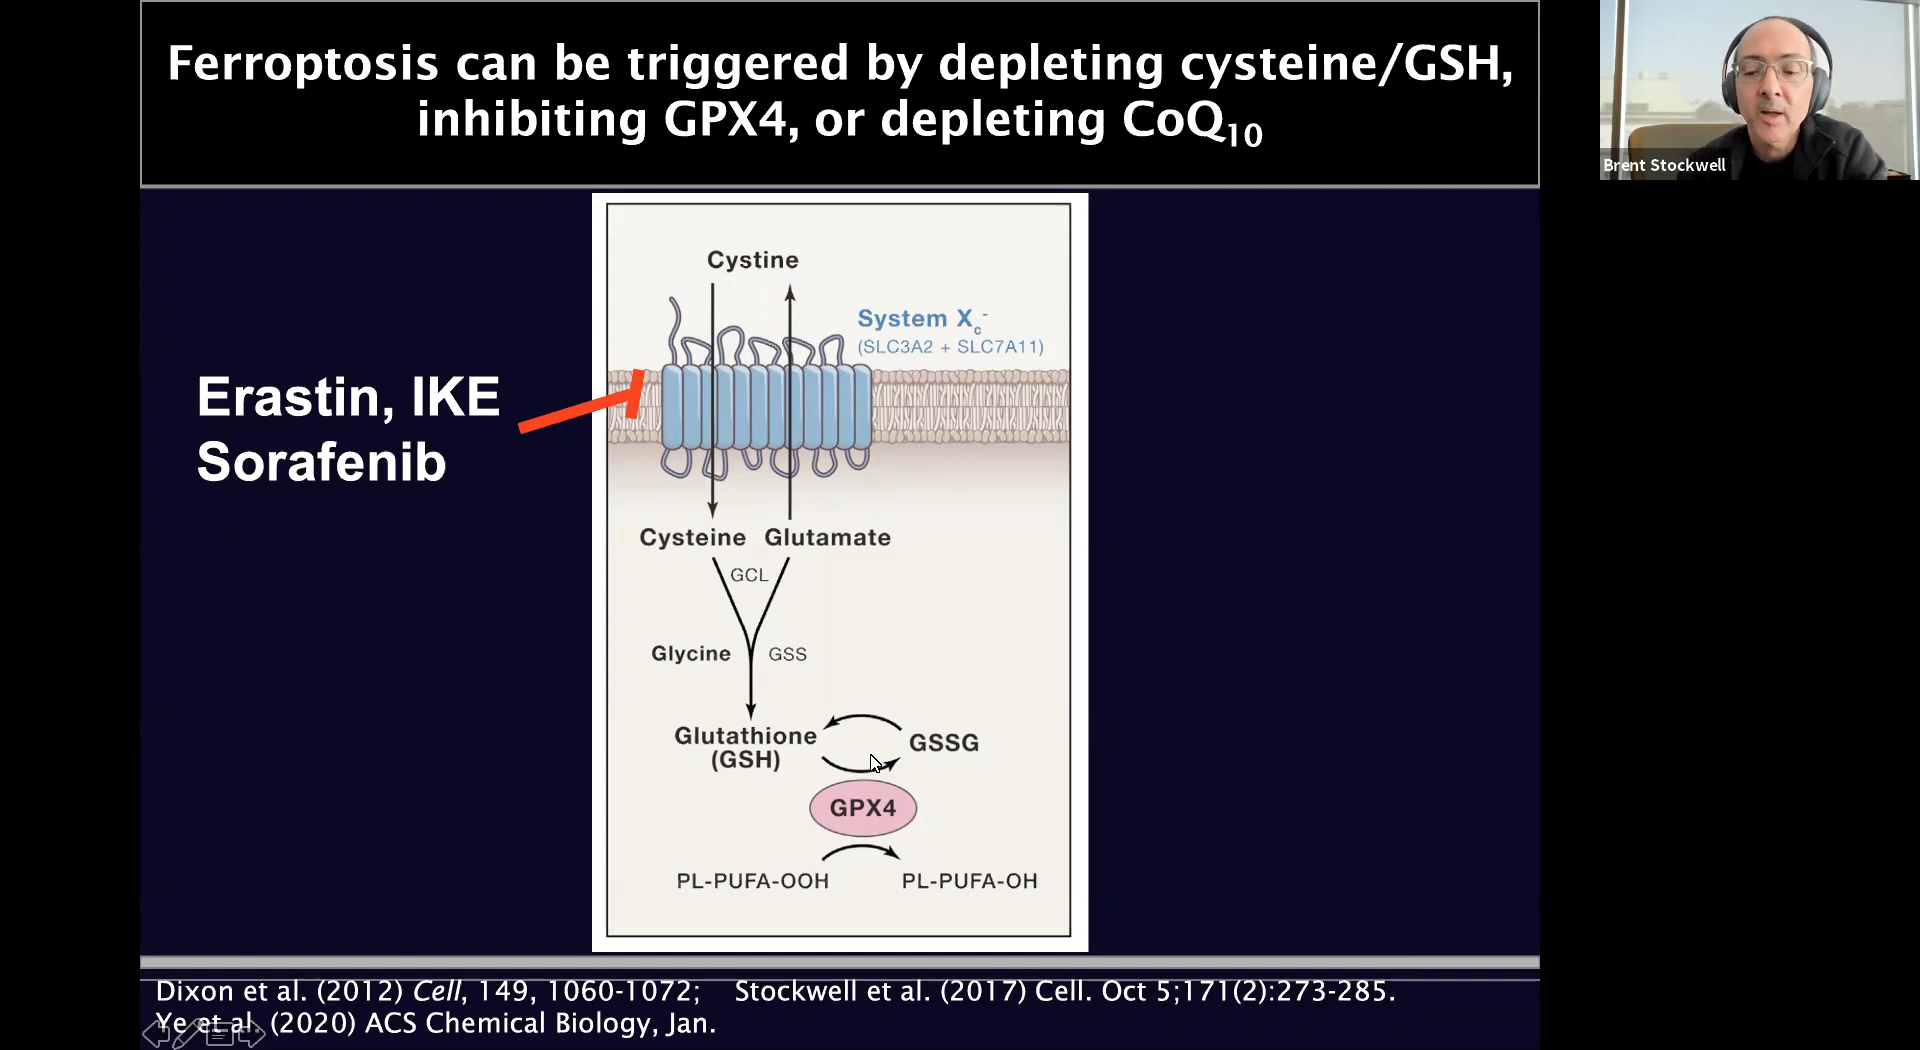 Ferroptosis can be triggered by depleting cysteine/GSH,
inhibiting GPX4, or depleting CoQ10
Brent Stockwell
Cystine
System Xc-
(SLC3A2 + SLC7A11)
Erastin, IKE
Sorafenib
Cysteine Glutamate
GCL
Glycine GSS
Glutathione
(GSH)
GSSG
GPX4
PL-PUFA-OOH PL-PUFA-OH
Dixon et al. (2012) Cell, 149, 1060-1072; Stockwell et al. (2017) Cell. Oct 5;171(2):273-285.
Ye et al. (2020) ACS Chemical Biology, Jan.